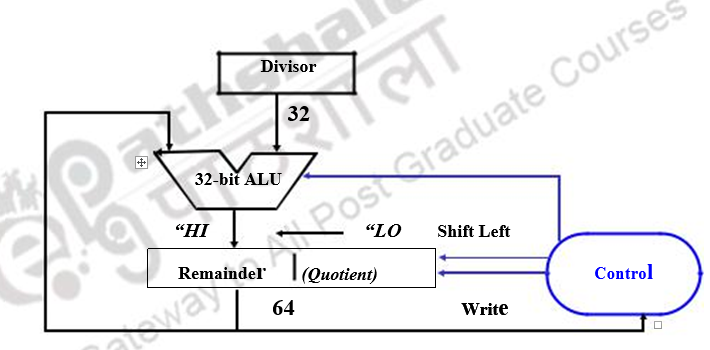 Divisor
32
32-bit ALU
“HI
“LO
Shift Left
Remainder
(Quotient)
Control
64
Write
pathshala
पाठशाला
Gateway to All Post Graduate Courses